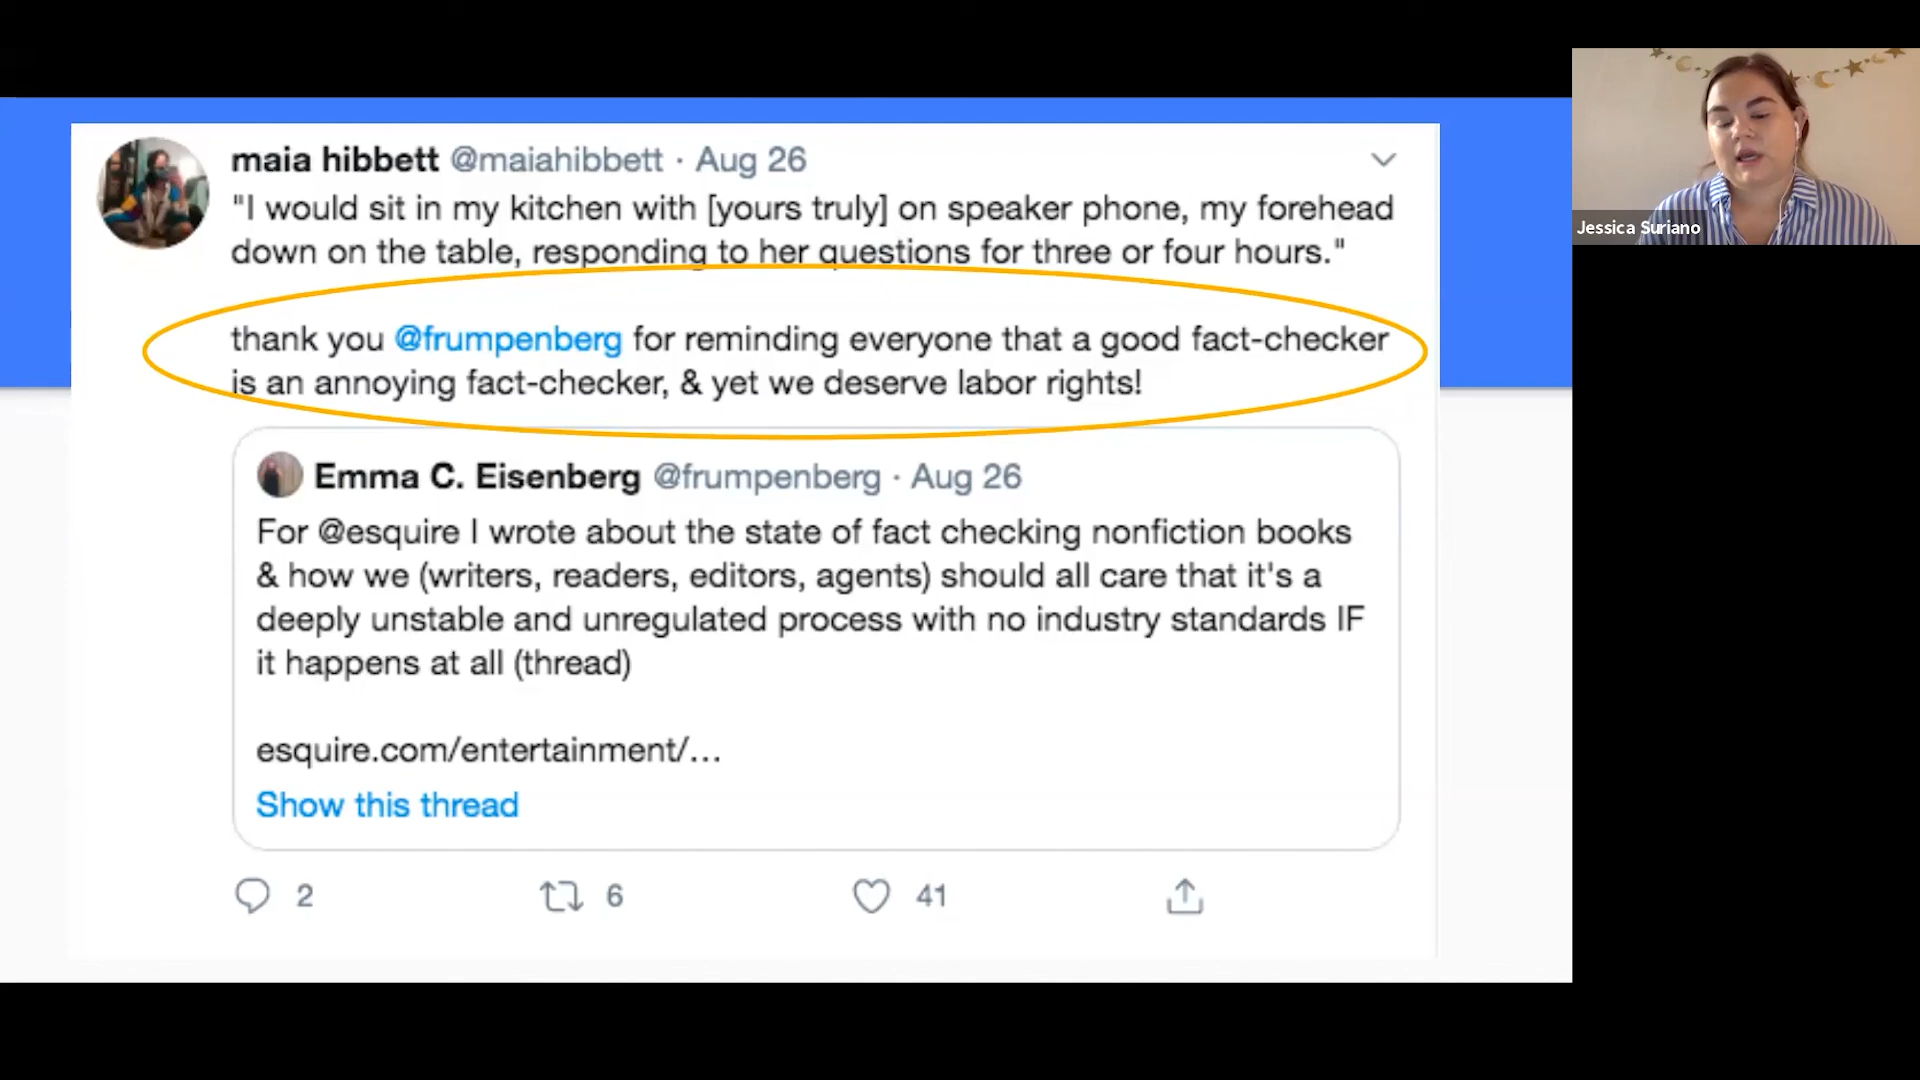 maia hibbett @maiahibbett · Aug 26
"I would sit in my kitchen with [yours truly] on speaker phone, my forehead
down on the table, responding to her questions for three or four hours."
thank you @frumpenberg for reminding everyone that a good fact-checker
is an annoying fact-checker, & yet we deserve labor rights!
Emma C. Eisenberg @frumpenberg · Aug 26
For @esquire I wrote about the state of fact checking nonfiction books
& how we (writers, readers, editors, agents) should all care that it's a
deeply unstable and unregulated process with no industry standards IF
it happens at all (thread)
esquire.com/entertainment/...
Show this thread
2 6 41
Jessica Suriano